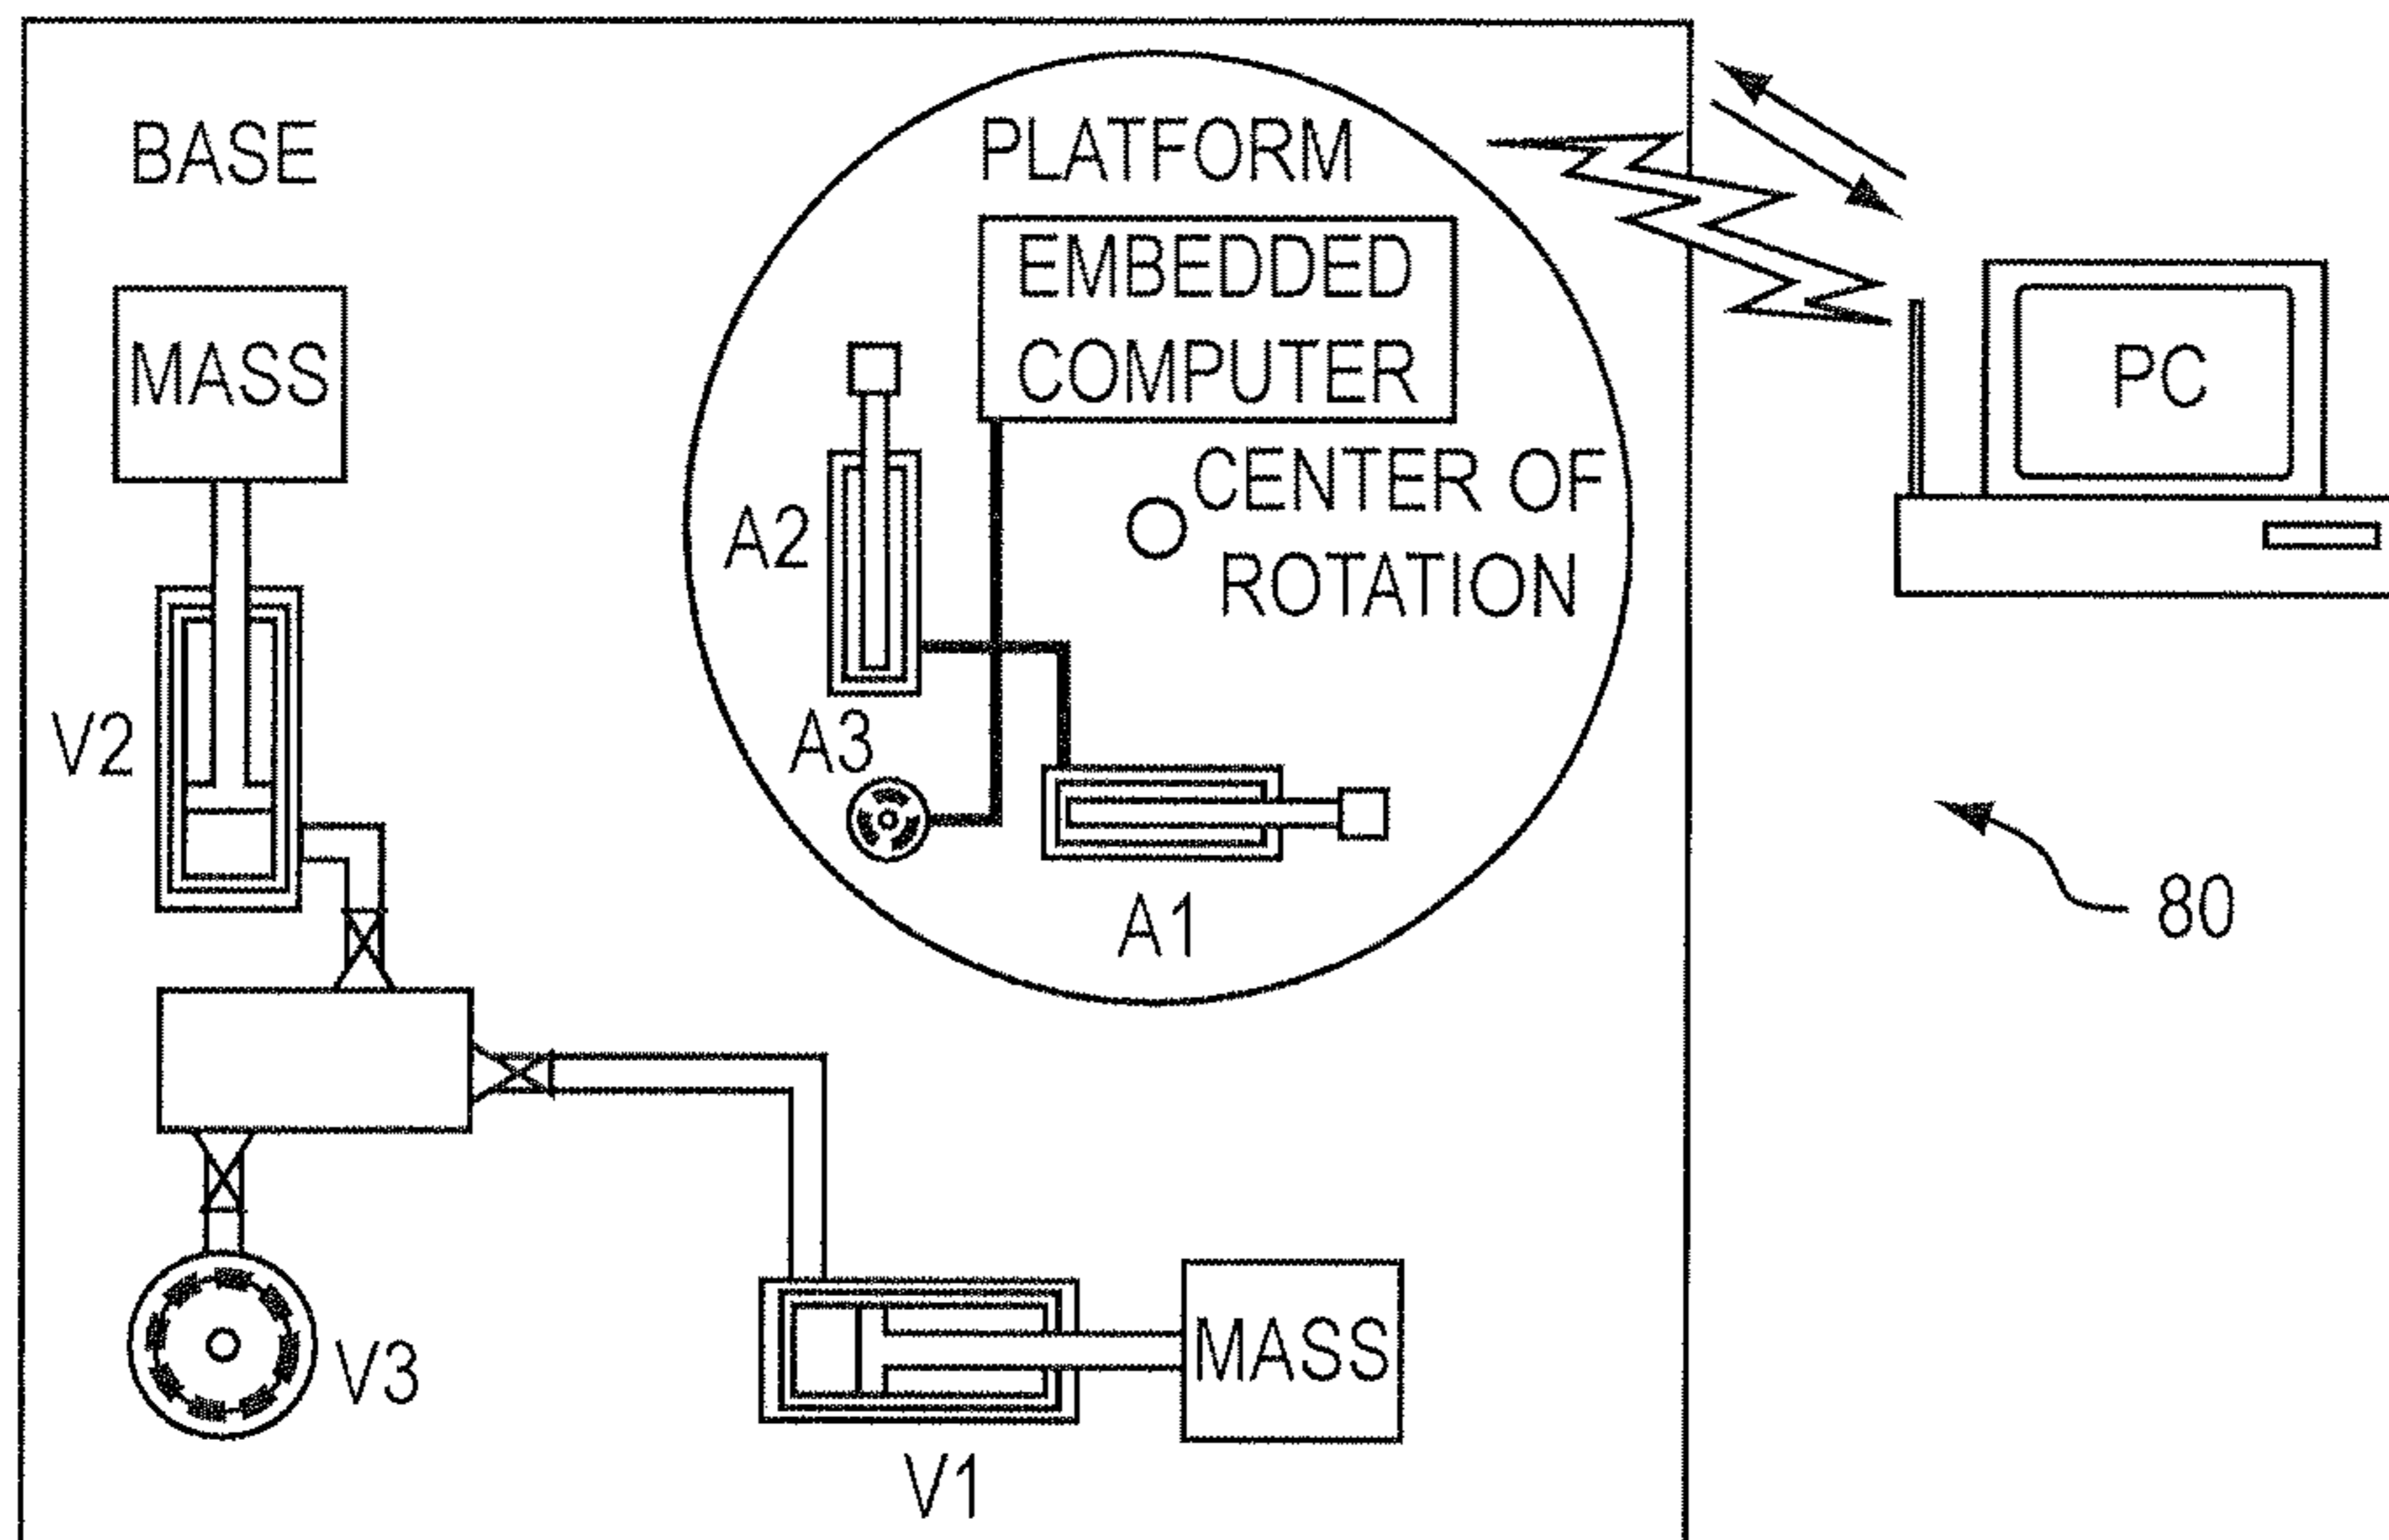 BASE
PLATFORM
EMBEDDED
COMPUTER
MASS
PC
CENTER OF
ROTATION
A2
V2
A3
A1
80
V3
MASS
V1